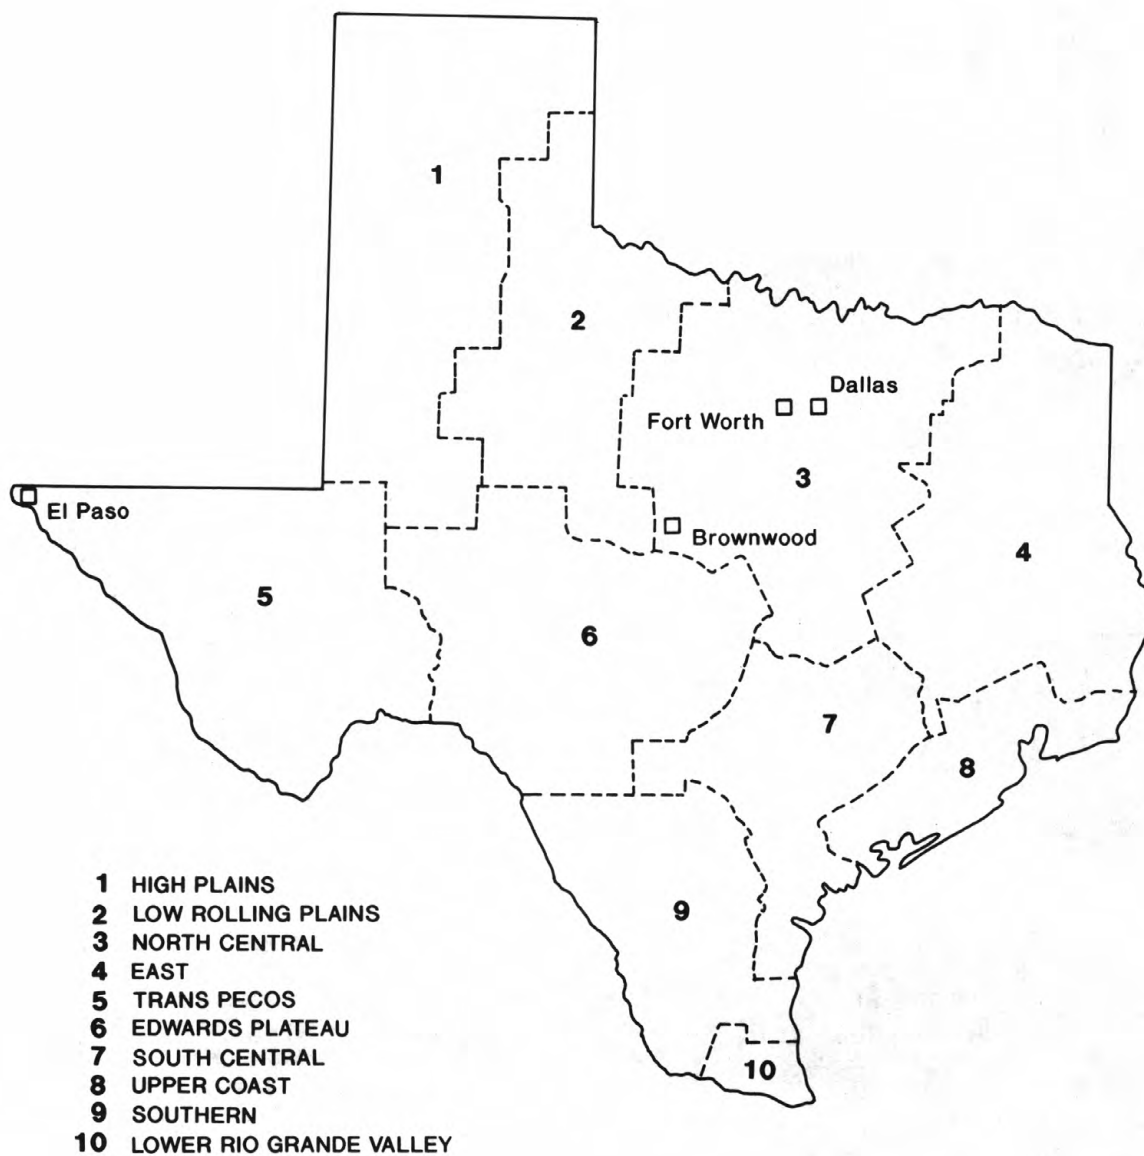 1
2
Dallas
Fort Worth
3
El Paso
Brownwood
4
5
6
7
8
9
10
1 HIGH PLAINS
2 LOW ROLLING PLAINS
3 NORTH CENTRAL
4 EAST
5 TRANS PECOS
6 EDWARDS PLATEAU
7 SOUTH CENTRAL
8 UPPER COAST
9 SOUTHERN
10 LOWER RIO GRANDE VALLEY